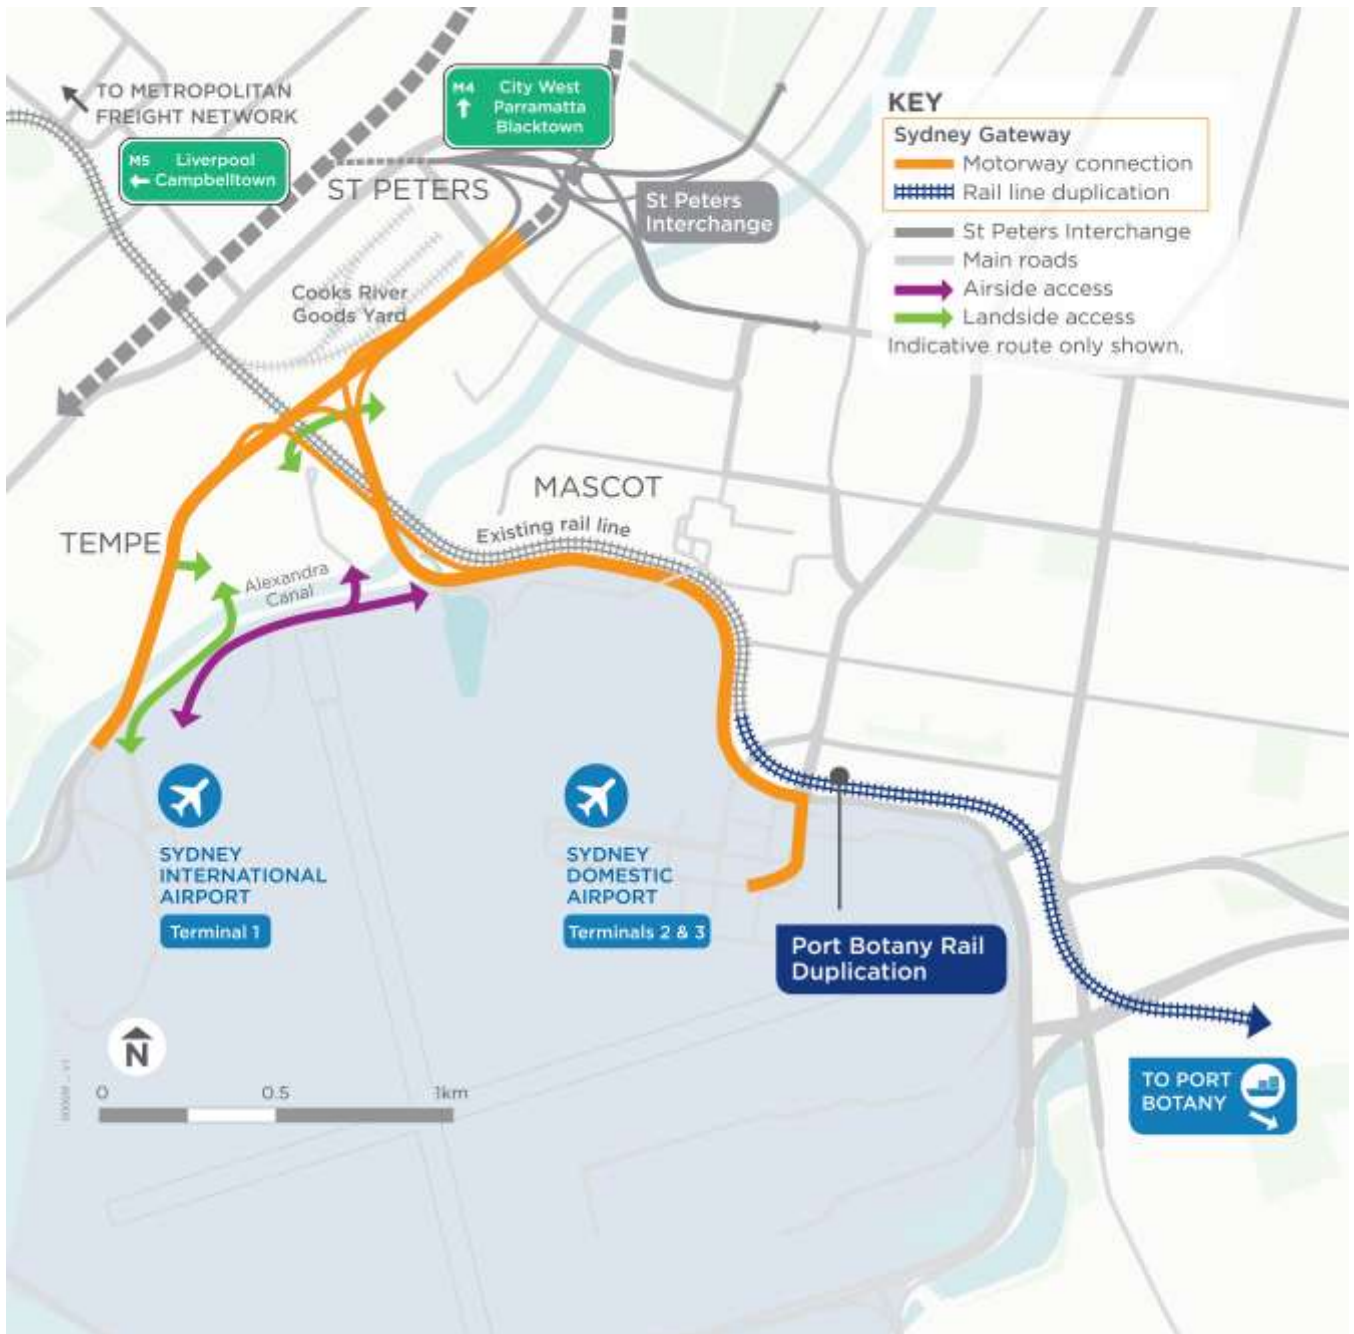 TO METROPOLITAN
FREIGHT NETWORK
M5
Liverpool
Campbelltown
M4
City West
Parramatta
Blacktown
ST PETERS
St Peters
Interchange
KEY
Sydney Gateway
Motorway connection
Rail line duplication
St Peters Interchange
Main roads
Airside access
Landside access
Indicative route only shown.
Cooks River
Goods Yard
MASCOT
Existing rail line
TEMPE
Alexandra
Canal
SYDNEY
INTERNATIONAL
AIRPORT
Terminal 1
SYDNEY
DOMESTIC
AIRPORT
Terminals 2 & 3
Port Botany Rail
Duplication
N
0 0.5 1km
TO PORT
BOTANY